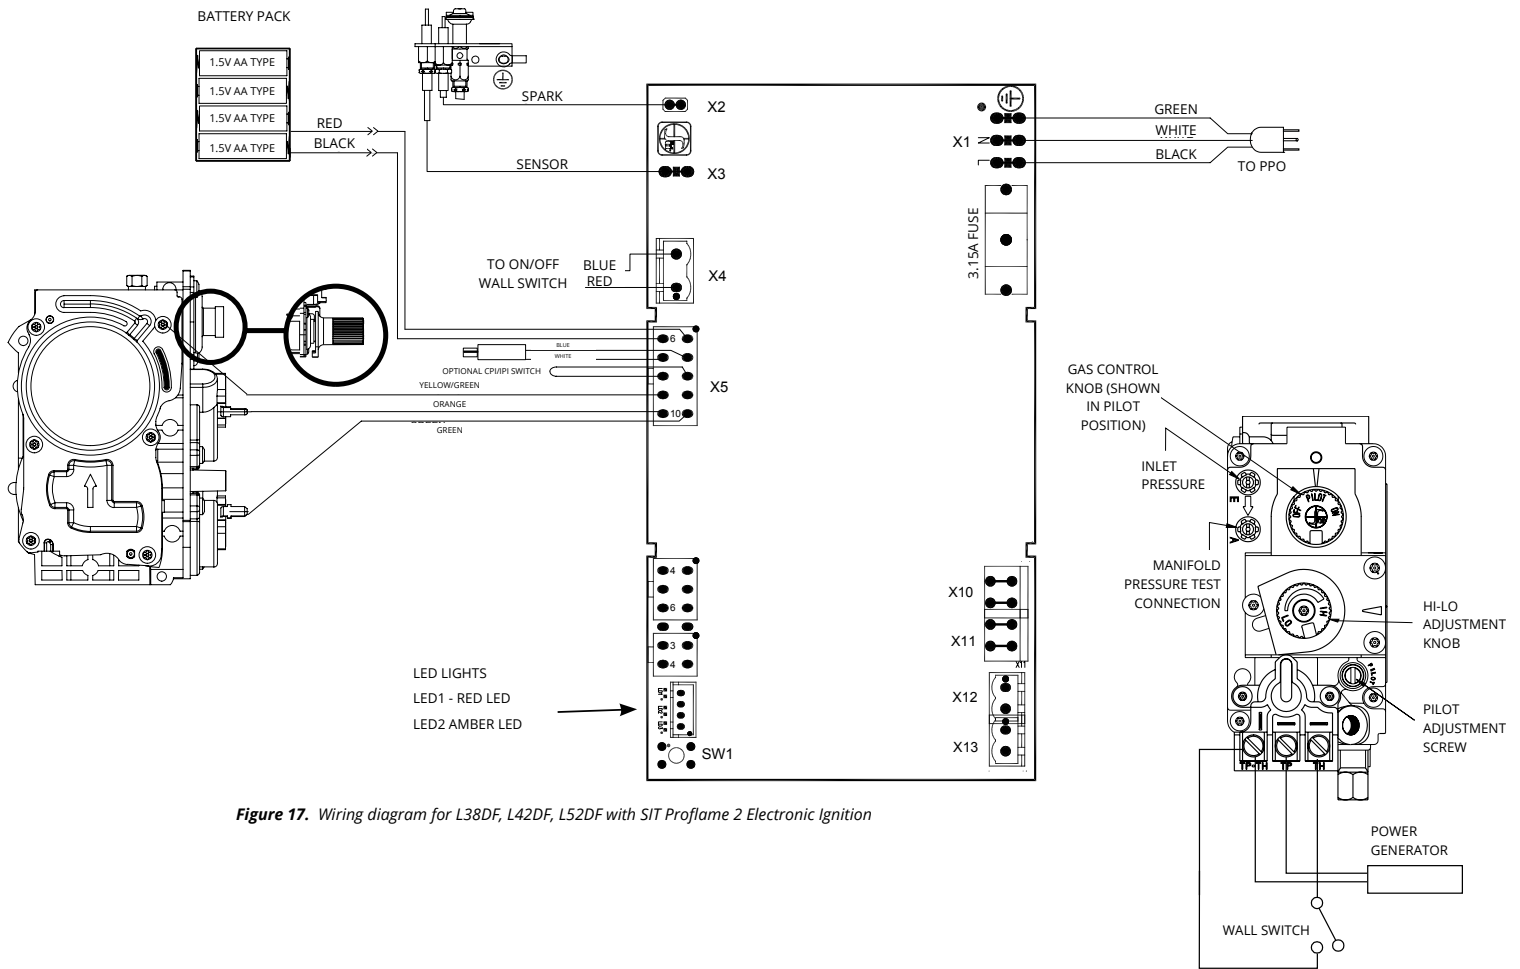 BATTERY PACK
1.5V AA TYPE
1.5V AA TYPE
1.5V AA TYPE
1.5V AA TYPE
RED
BLACK
SPARK
SENSOR
X2
X3
TO ON/OFF
WALL SWITCH
BLUE
RED
X4
6
BLUE
WHITE
OPTIONAL CPI/IPI SWITCH
YELLOW/GREEN
ORANGE
10
GREEN
X5
X1
N
L
GREEN
WHITE
BLACK
TO PPO
3.15A FUSE
4
6
3
4
LED LIGHTS
LED1 - RED LED
LED2 AMBER LED
SW1
X10
X11
X11
X12
X13
GAS CONTROL
KNOB (SHOWN
IN PILOT
POSITION)
INLET
PRESSURE
E
A
OFF
PILOT
ON
MANIFOLD
PRESSURE TEST
CONNECTION
LO
HI
HI-LO
ADJUSTMENT
KNOB
PILOT
ADJUSTMENT
SCREW
TP-TH
TP
TH
POWER
GENERATOR
WALL SWITCH
Figure 17. Wiring diagram for L38DF, L42DF, L52DF with SIT Proflame 2 Electronic Ignition